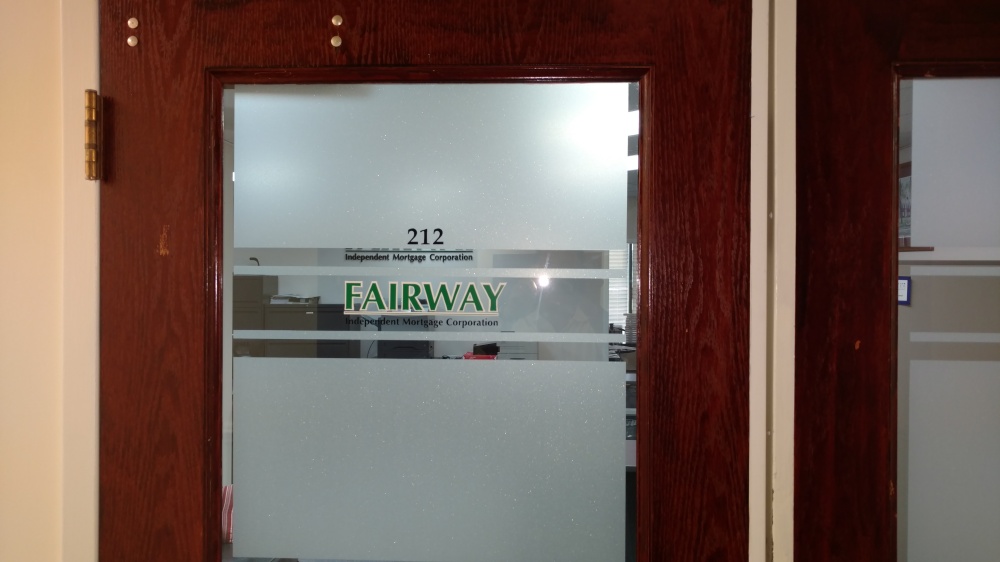 212
Independent Mortgage Corporation
FAIRWAY
Independent Mortgage Corporation